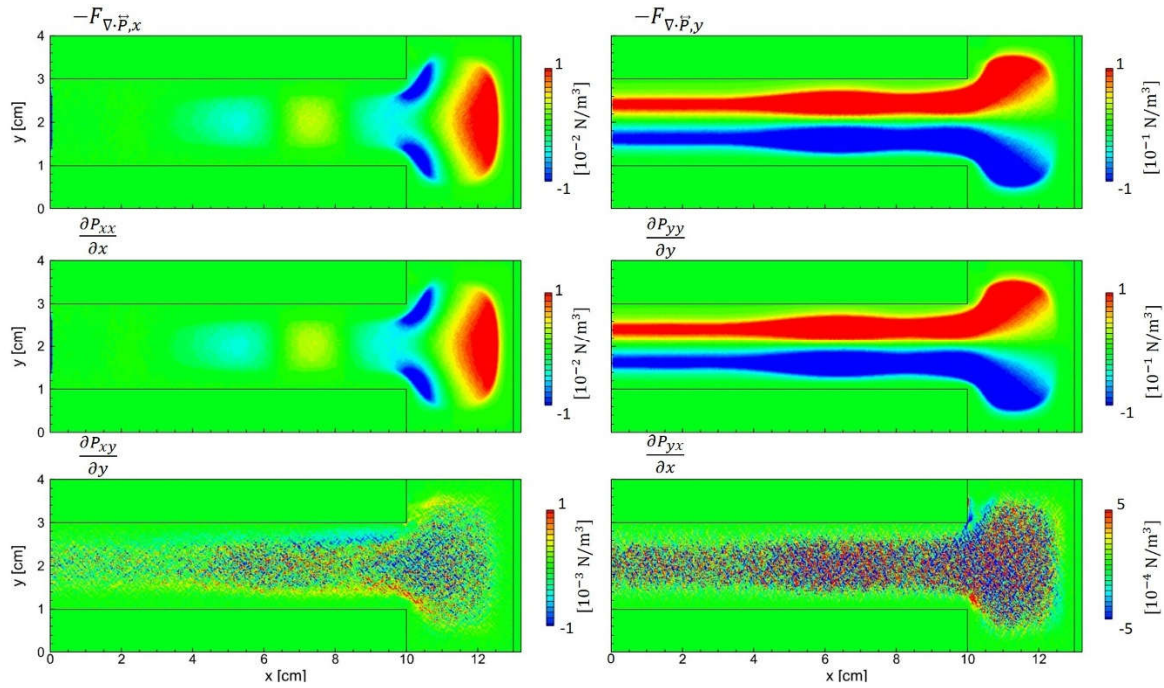 −F∇·P⃡,x
−F∇·P⃡,y
4
3
2
1
0
y [cm]
1
-1
[10−2 N/m3]
1
-1
[10−1 N/m3]
∂Pxx
∂x
∂Pyy
∂y
4
3
2
1
0
y [cm]
1
-1
[10−2 N/m3]
1
-1
[10−1 N/m3]
∂Pxy
∂y
∂Pyx
∂x
4
3
2
1
0
y [cm]
1
-1
[10−3 N/m3]
5
-5
[10−4 N/m3]
0 2 4 6 8 10 12
x [cm]
0 2 4 6 8 10 12
x [cm]